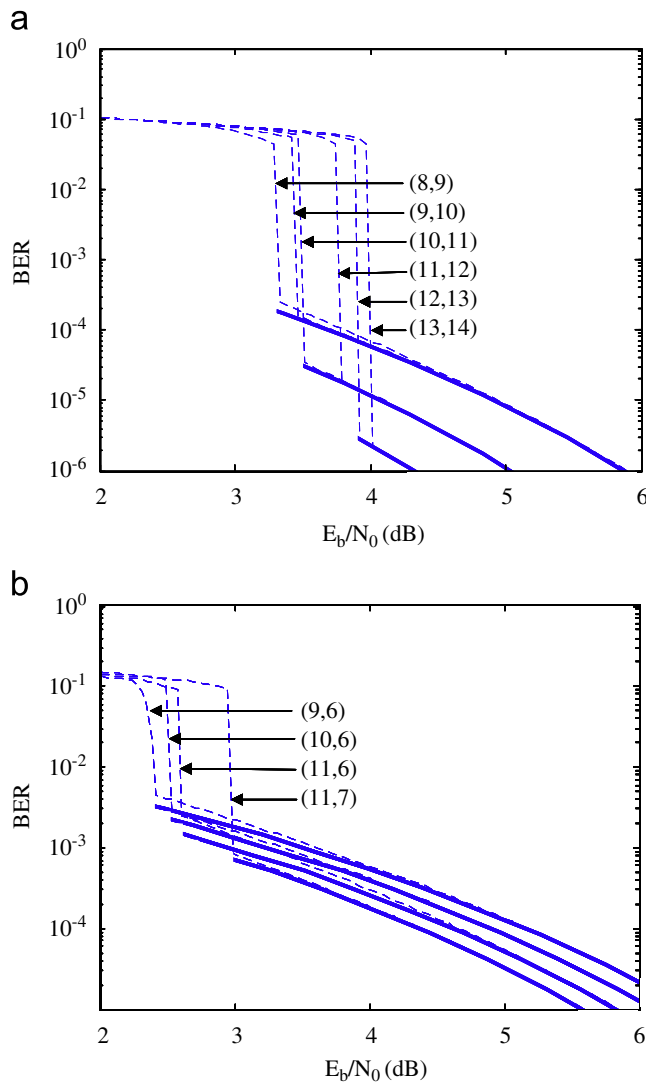 a
10^0
10^-1
10^-2
10^-3
10^-4
10^-5
10^-6
BER
(8,9)
(9,10)
(10,11)
(11,12)
(12,13)
(13,14)
2 3 4 5 6
E_b/N_0 (dB)
b
10^0
10^-1
10^-2
10^-3
10^-4
BER
(9,6)
(10,6)
(11,6)
(11,7)
2 3 4 5 6
E_b/N_0 (dB)